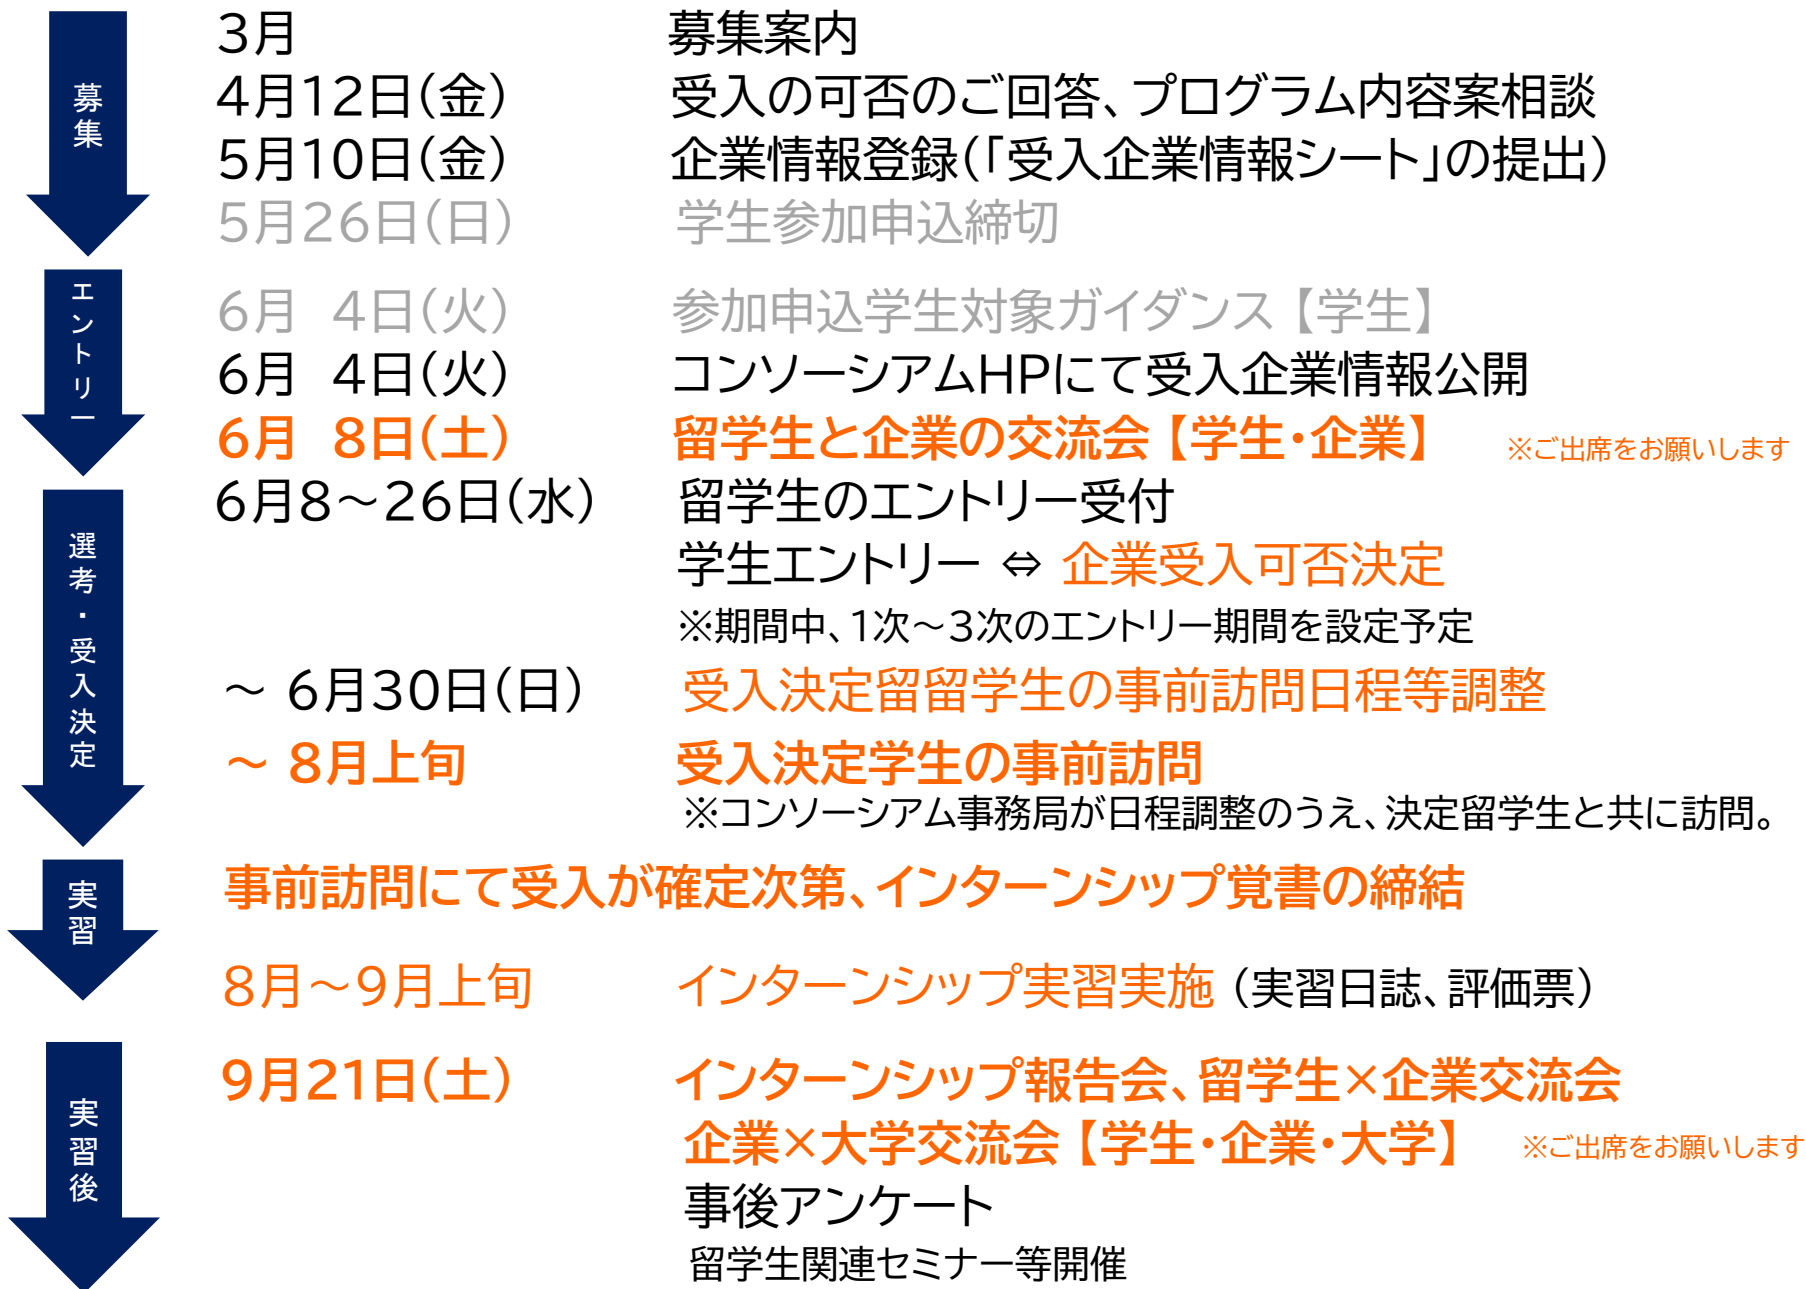 募集
3月 募集案内
4月12日(金) 受入の可否のご回答、プログラム内容案相談
5月10日(金) 企業情報登録(「受入企業情報シート」の提出)
5月26日(日) 学生参加申込締切
エントリー
6月 4日(火) 参加申込学生対象ガイダンス【学生】
6月 4日(火) コンソーシアムHPにて受入企業情報公開
6月 8日(土) 留学生と企業の交流会【学生・企業】 ※ご出席をお願いします
選考・受入決定
6月8～26日(水) 留学生のエントリー受付
学生エントリー ⇔ 企業受入可否決定
※期間中、1次～3次のエントリー期間を設定予定
～ 6月30日(日) 受入決定留留学生の事前訪問日程等調整
～ 8月上旬 受入決定学生の事前訪問
※コンソーシアム事務局が日程調整のうえ、決定留学生と共に訪問。
実習
事前訪問にて受入が確定次第、インターンシップ覚書の締結
8月～9月上旬 インターンシップ実習実施 (実習日誌、評価票)
実習後
9月21日(土) インターンシップ報告会、留学生×企業交流会
企業×大学交流会【学生・企業・大学】 ※ご出席をお願いします
事後アンケート
留学生関連セミナー等開催